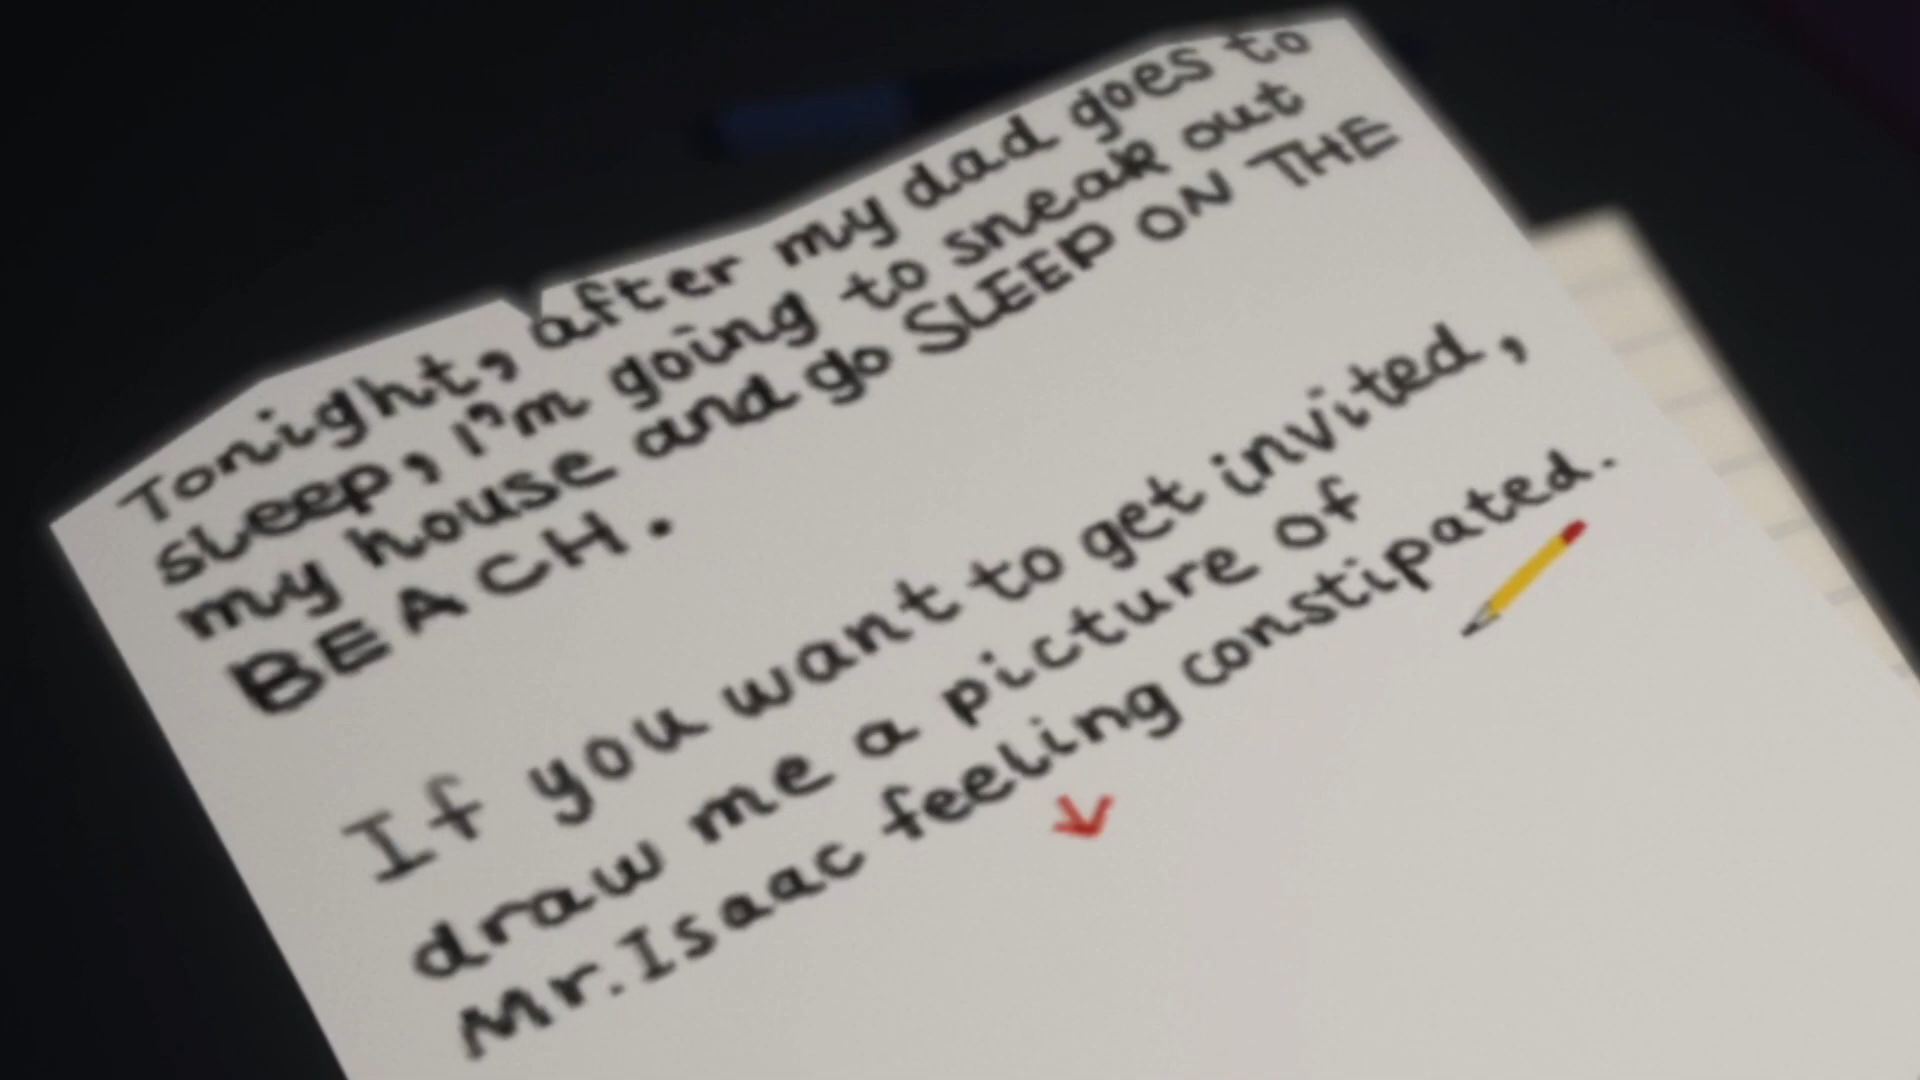 Tonight, after my dad goes to
sleep, I'm going to sneak out
my house and go SLEEP ON THE
BEACH.
If you want to get invited,
draw me a picture of
Mr. Isaac feeling constipated.